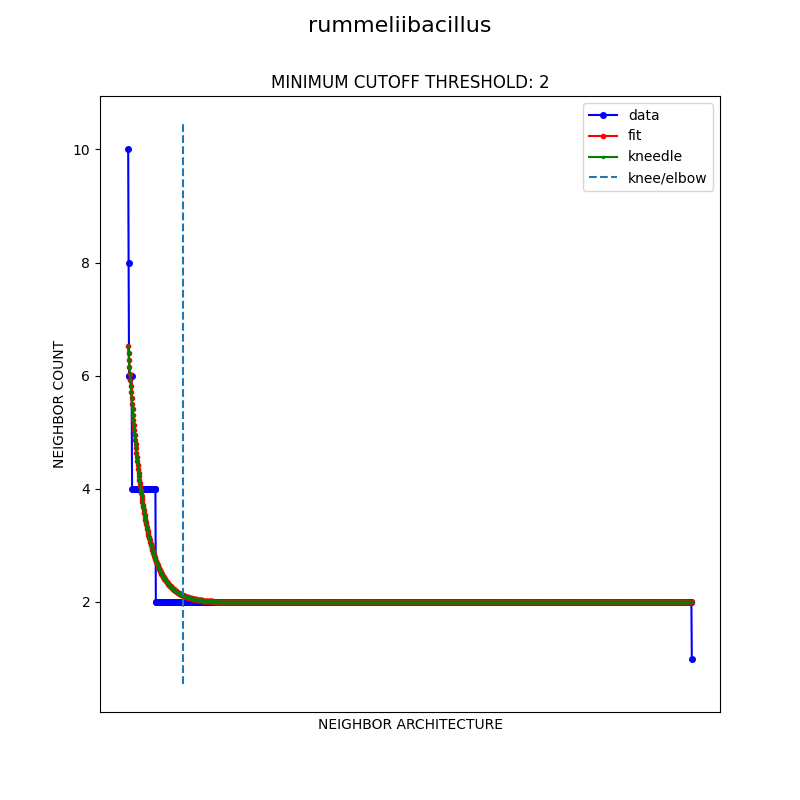 rummeliibacillus
MINIMUM CUTOFF THRESHOLD: 2
data
fit
kneedle
knee/elbow
10
8
6
4
2
NEIGHBOR COUNT
NEIGHBOR ARCHITECTURE